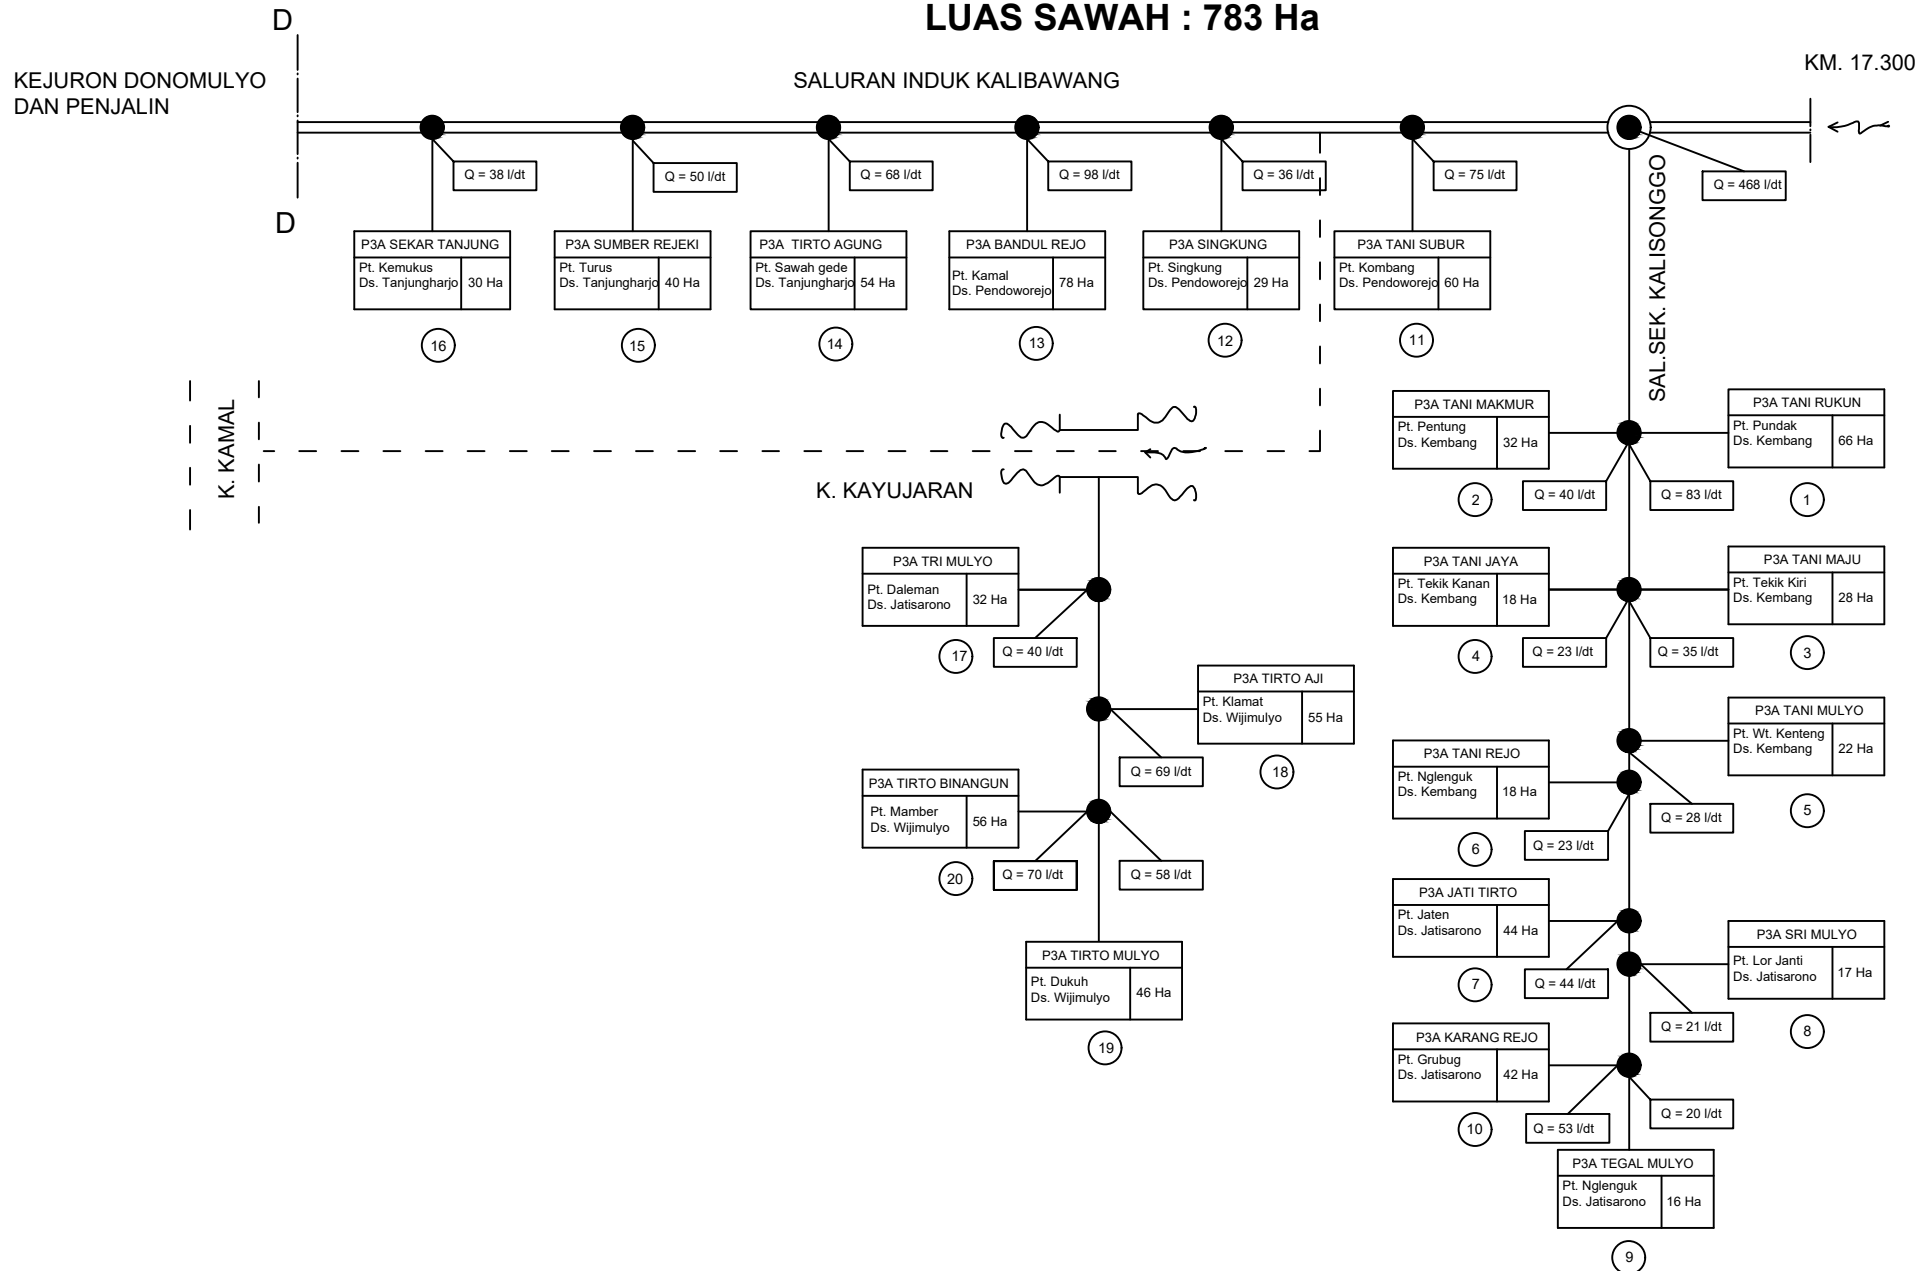 LUAS SAWAH : 783 Ha
D
KEJURON DONOMULYO
DAN PENJALIN
SALURAN INDUK KALIBAWANG
KM. 17.300
Q = 38 l/dt
Q = 50 l/dt
Q = 68 l/dt
Q = 98 l/dt
Q = 36 l/dt
Q = 75 l/dt
Q = 468 l/dt
D
SAL.SEK. KALISONGGO
P3A SEKAR TANJUNG
Pt. Kemukus
Ds. Tanjungharjo
30 Ha
16
P3A SUMBER REJEKI
Pt. Turus
Ds. Tanjungharjo
40 Ha
15
P3A TIRTO AGUNG
Pt. Sawah gede
Ds. Tanjungharjo
54 Ha
14
P3A BANDUL REJO
Pt. Kamal
Ds. Pendoworejo
78 Ha
13
P3A SINGKUNG
Pt. Singkung
Ds. Pendoworejo
29 Ha
12
P3A TANI SUBUR
Pt. Kombang
Ds. Pendoworejo
60 Ha
11
K. KAMAL
K. KAYUJARAN
P3A TANI MAKMUR
Pt. Pentung
Ds. Kembang
32 Ha
2
Q = 40 l/dt
P3A TANI RUKUN
Pt. Pundak
Ds. Kembang
66 Ha
Q = 83 l/dt
1
P3A TANI JAYA
Pt. Tekik Kanan
Ds. Kembang
18 Ha
4
Q = 23 l/dt
P3A TANI MAJU
Pt. Tekik Kiri
Ds. Kembang
28 Ha
Q = 35 l/dt
3
P3A TRI MULYO
Pt. Daleman
Ds. Jatisarono
32 Ha
17
Q = 40 l/dt
P3A TIRTO AJI
Pt. Klamat
Ds. Wijimulyo
55 Ha
Q = 69 l/dt
18
P3A TANI MULYO
Pt. Wt. Kenteng
Ds. Kembang
22 Ha
Q = 28 l/dt
5
P3A TANI REJO
Pt. Nglenguk
Ds. Kembang
18 Ha
6
Q = 23 l/dt
P3A TIRTO BINANGUN
Pt. Mamber
Ds. Wijimulyo
56 Ha
20
Q = 70 l/dt
Q = 58 l/dt
P3A TIRTO MULYO
Pt. Dukuh
Ds. Wijimulyo
46 Ha
19
P3A JATI TIRTO
Pt. Jaten
Ds. Jatisarono
44 Ha
7
Q = 44 l/dt
P3A SRI MULYO
Pt. Lor Janti
Ds. Jatisarono
17 Ha
Q = 21 l/dt
8
P3A KARANG REJO
Pt. Grubug
Ds. Jatisarono
42 Ha
10
Q = 53 l/dt
Q = 20 l/dt
P3A TEGAL MULYO
Pt. Nglenguk
Ds. Jatisarono
16 Ha
9